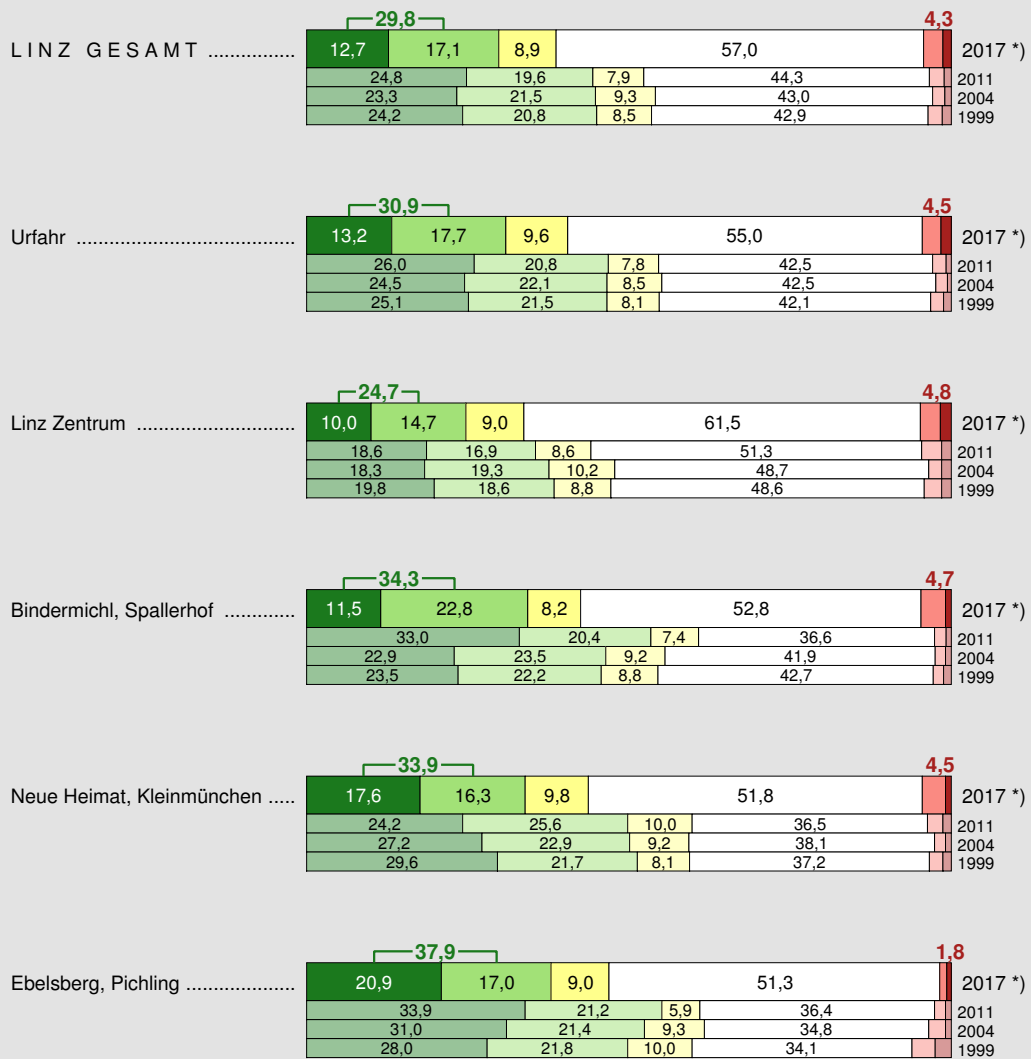 29,8 4,3
LINZ GESAMT .............. 12,7 17,1 8,9 57,0 2017 *)
24,8 19,6 7,9 44,3 2011
23,3 21,5 9,3 43,0 2004
24,2 20,8 8,5 42,9 1999
30,9 4,5
Urfahr ................................... 13,2 17,7 9,6 55,0 2017 *)
26,0 20,8 7,8 42,5 2011
24,5 22,1 8,5 42,5 2004
25,1 21,5 8,1 42,1 1999
24,7 4,8
Linz Zentrum ......................... 10,0 14,7 9,0 61,5 2017 *)
18,6 16,9 8,6 51,3 2011
18,3 19,3 10,2 48,7 2004
19,8 18,6 8,8 48,6 1999
34,3 4,7
Bindermichl, Spallerhof ........... 11,5 22,8 8,2 52,8 2017 *)
33,0 20,4 7,4 36,6 2011
22,9 23,5 9,2 41,9 2004
23,5 22,2 8,8 42,7 1999
33,9 4,5
Neue Heimat, Kleinmünchen ..... 17,6 16,3 9,8 51,8 2017 *)
24,2 25,6 10,0 36,5 2011
27,2 22,9 9,2 38,1 2004
29,6 21,7 8,1 37,2 1999
37,9 1,8
Ebelsberg, Pichling ................. 20,9 17,0 9,0 51,3 2017 *)
33,9 21,2 5,9 36,4 2011
31,0 21,4 9,3 34,8 2004
28,0 21,8 10,0 34,1 1999